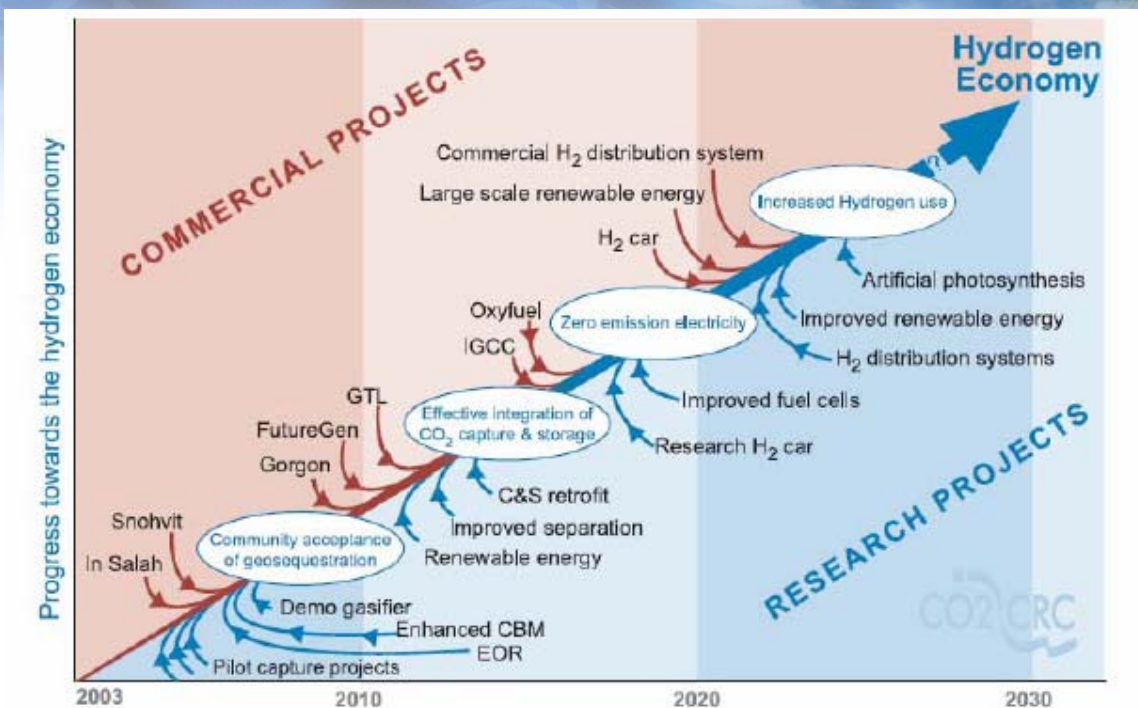 Hydrogen
Economy
COMMERCIAL PROJECTS
Commercial H₂ distribution system
Large scale renewable energy
H₂ car
Increased Hydrogen use
?
Artificial photosynthesis
Improved renewable energy
H₂ distribution systems
Oxyfuel
IGCC
Zero emission electricity
Improved fuel cells
Research H₂ car
GTL
FutureGen
Gorgon
Effective integration of
CO₂ capture & storage
C&S retrofit
Improved separation
Renewable energy
Snohvit
In Salah
Community acceptance
of geosequestration
Demo gasifier
Enhanced CBM
EOR
Pilot capture projects
RESEARCH PROJECTS
CO2CRC
Progress towards the hydrogen economy
2003
2010
2020
2030